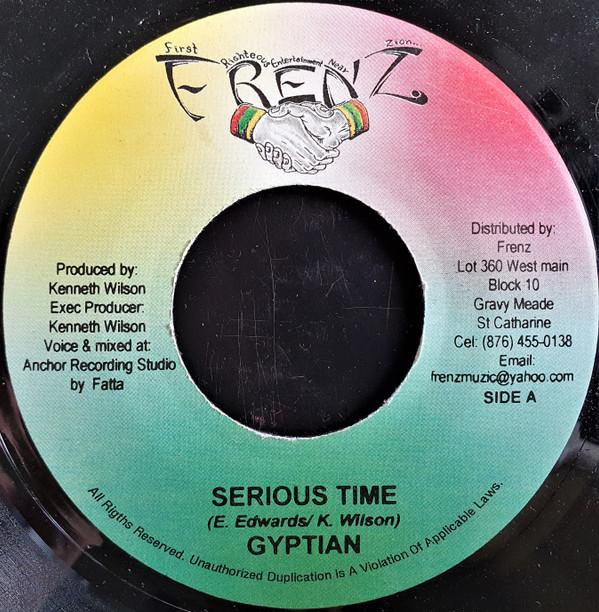 First Righteous Entertainment Near Zion...
FRENZ
Produced by:
Kenneth Wilson
Exec Producer:
Kenneth Wilson
Voice & mixed at:
Anchor Recording Studio
by Fatta
Distributed by:
Frenz
Lot 360 West main
Block 10
Gravy Meade
St Catharine
Cel: (876) 455-0138
Email:
frenzmuzic@yahoo.com
SIDE A
SERIOUS TIME
(E. Edwards/ K. Wilson)
GYPTIAN
All Rigths Reserved. Unauthorized Duplication is A Violation Of Applicable Laws.